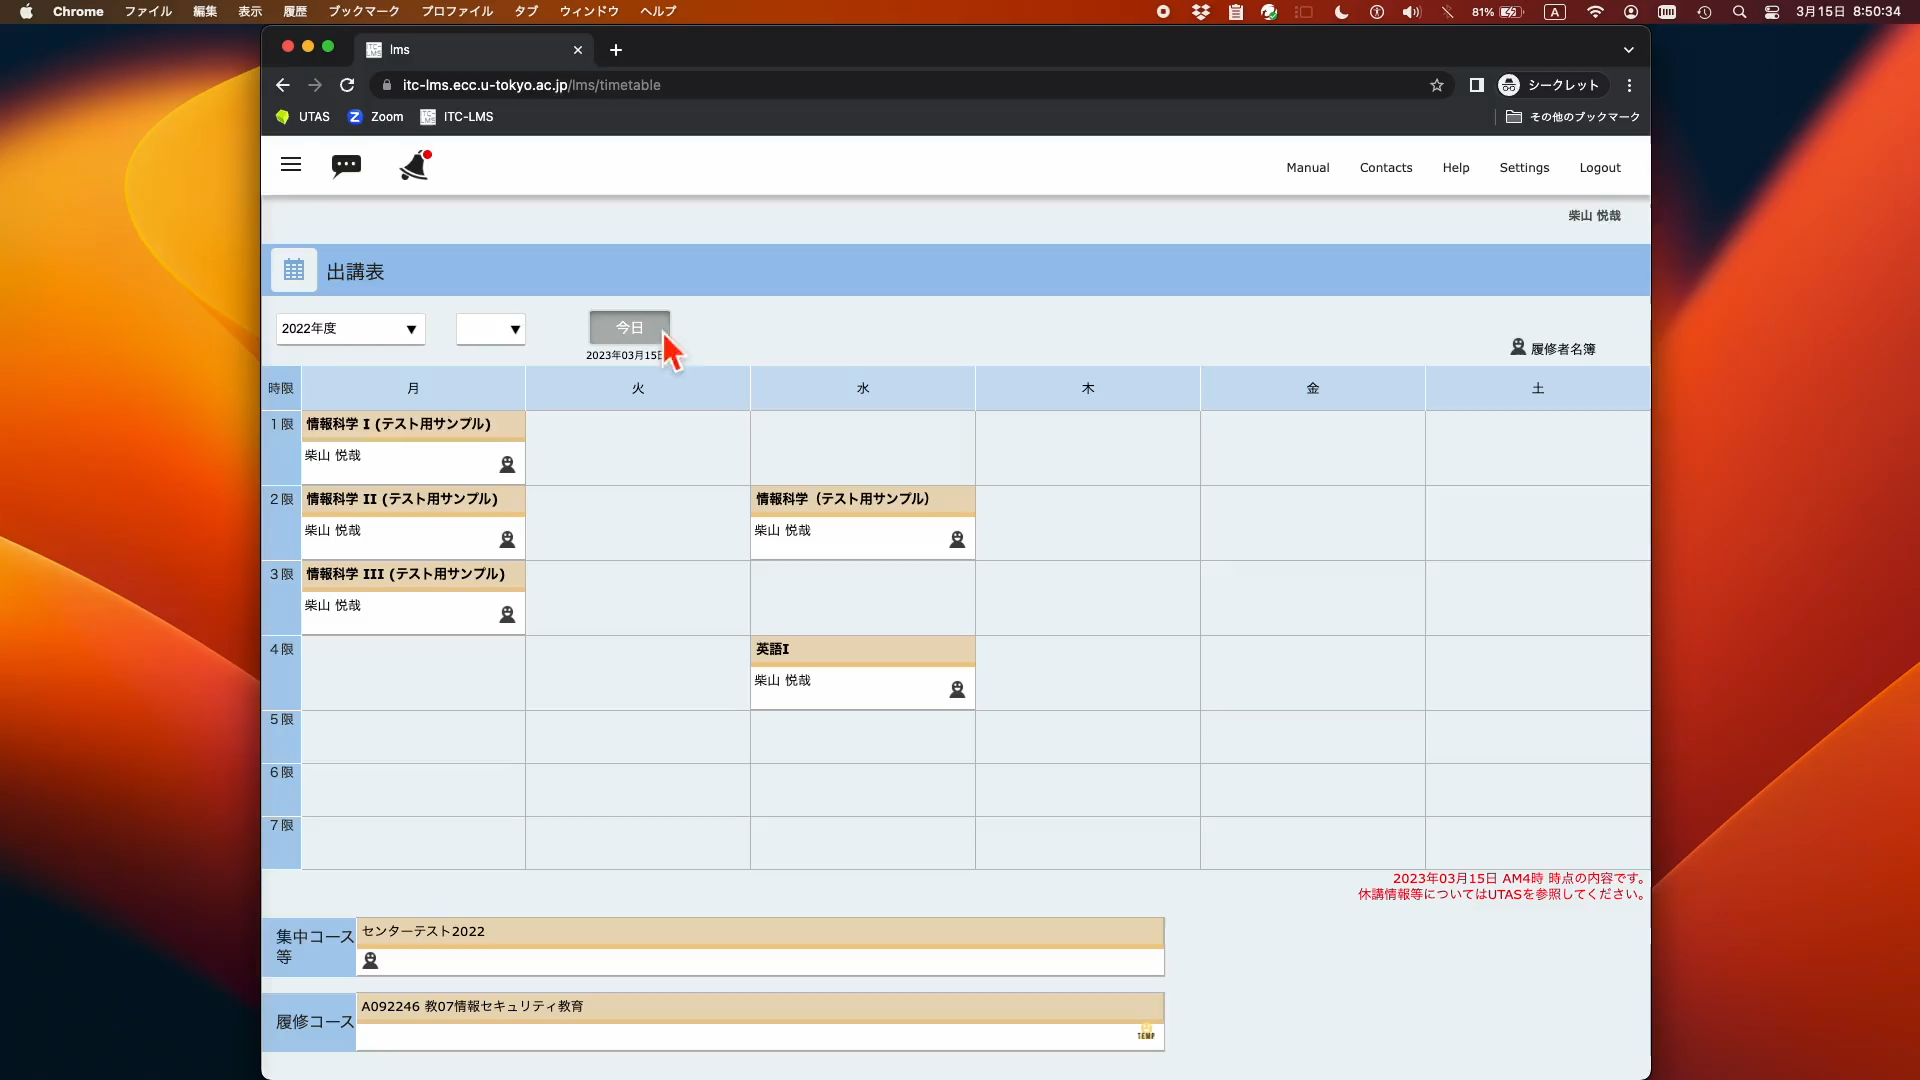 Chrome ファイル 編集 表示 履歴 ブックマーク プロファイル タブ ウィンドウ ヘルプ 81% A 3月15日 8:50:34
lms
itc-lms.ecc.u-tokyo.ac.jp/lms/timetable シークレット
UTAS Zoom ITC-LMS その他のブックマーク
Manual Contacts Help Settings Logout
柴山 悦哉
出講表
2022年度 今日
2023年03月15日
履修者名簿
時限 月 火 水 木 金 土
1限 情報科学 I (テスト用サンプル)
柴山 悦哉
2限 情報科学 II (テスト用サンプル) 情報科学（テスト用サンプル）
柴山 悦哉 柴山 悦哉
3限 情報科学 III (テスト用サンプル)
柴山 悦哉
4限 英語I
柴山 悦哉
5限
6限
7限
2023年03月15日 AM4時 時点の内容です。
休講情報等についてはUTASを参照してください。
集中コース等 センターテスト2022
履修コース A092246 教07情報セキュリティ教育
TEMP